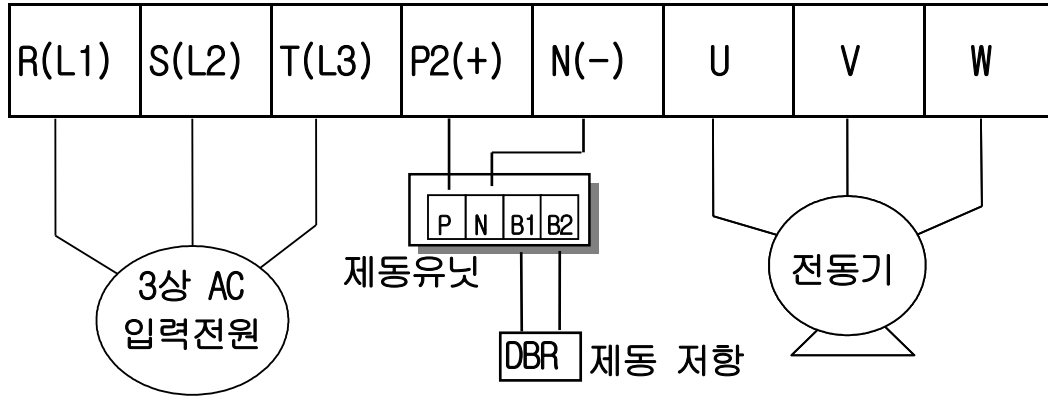 R(L1) S(L2) T(L3) P2(+) N(-) U V W
P N B1 B2
제동유닛
3상 AC
입력전원
전동기
DBR 제동 저항